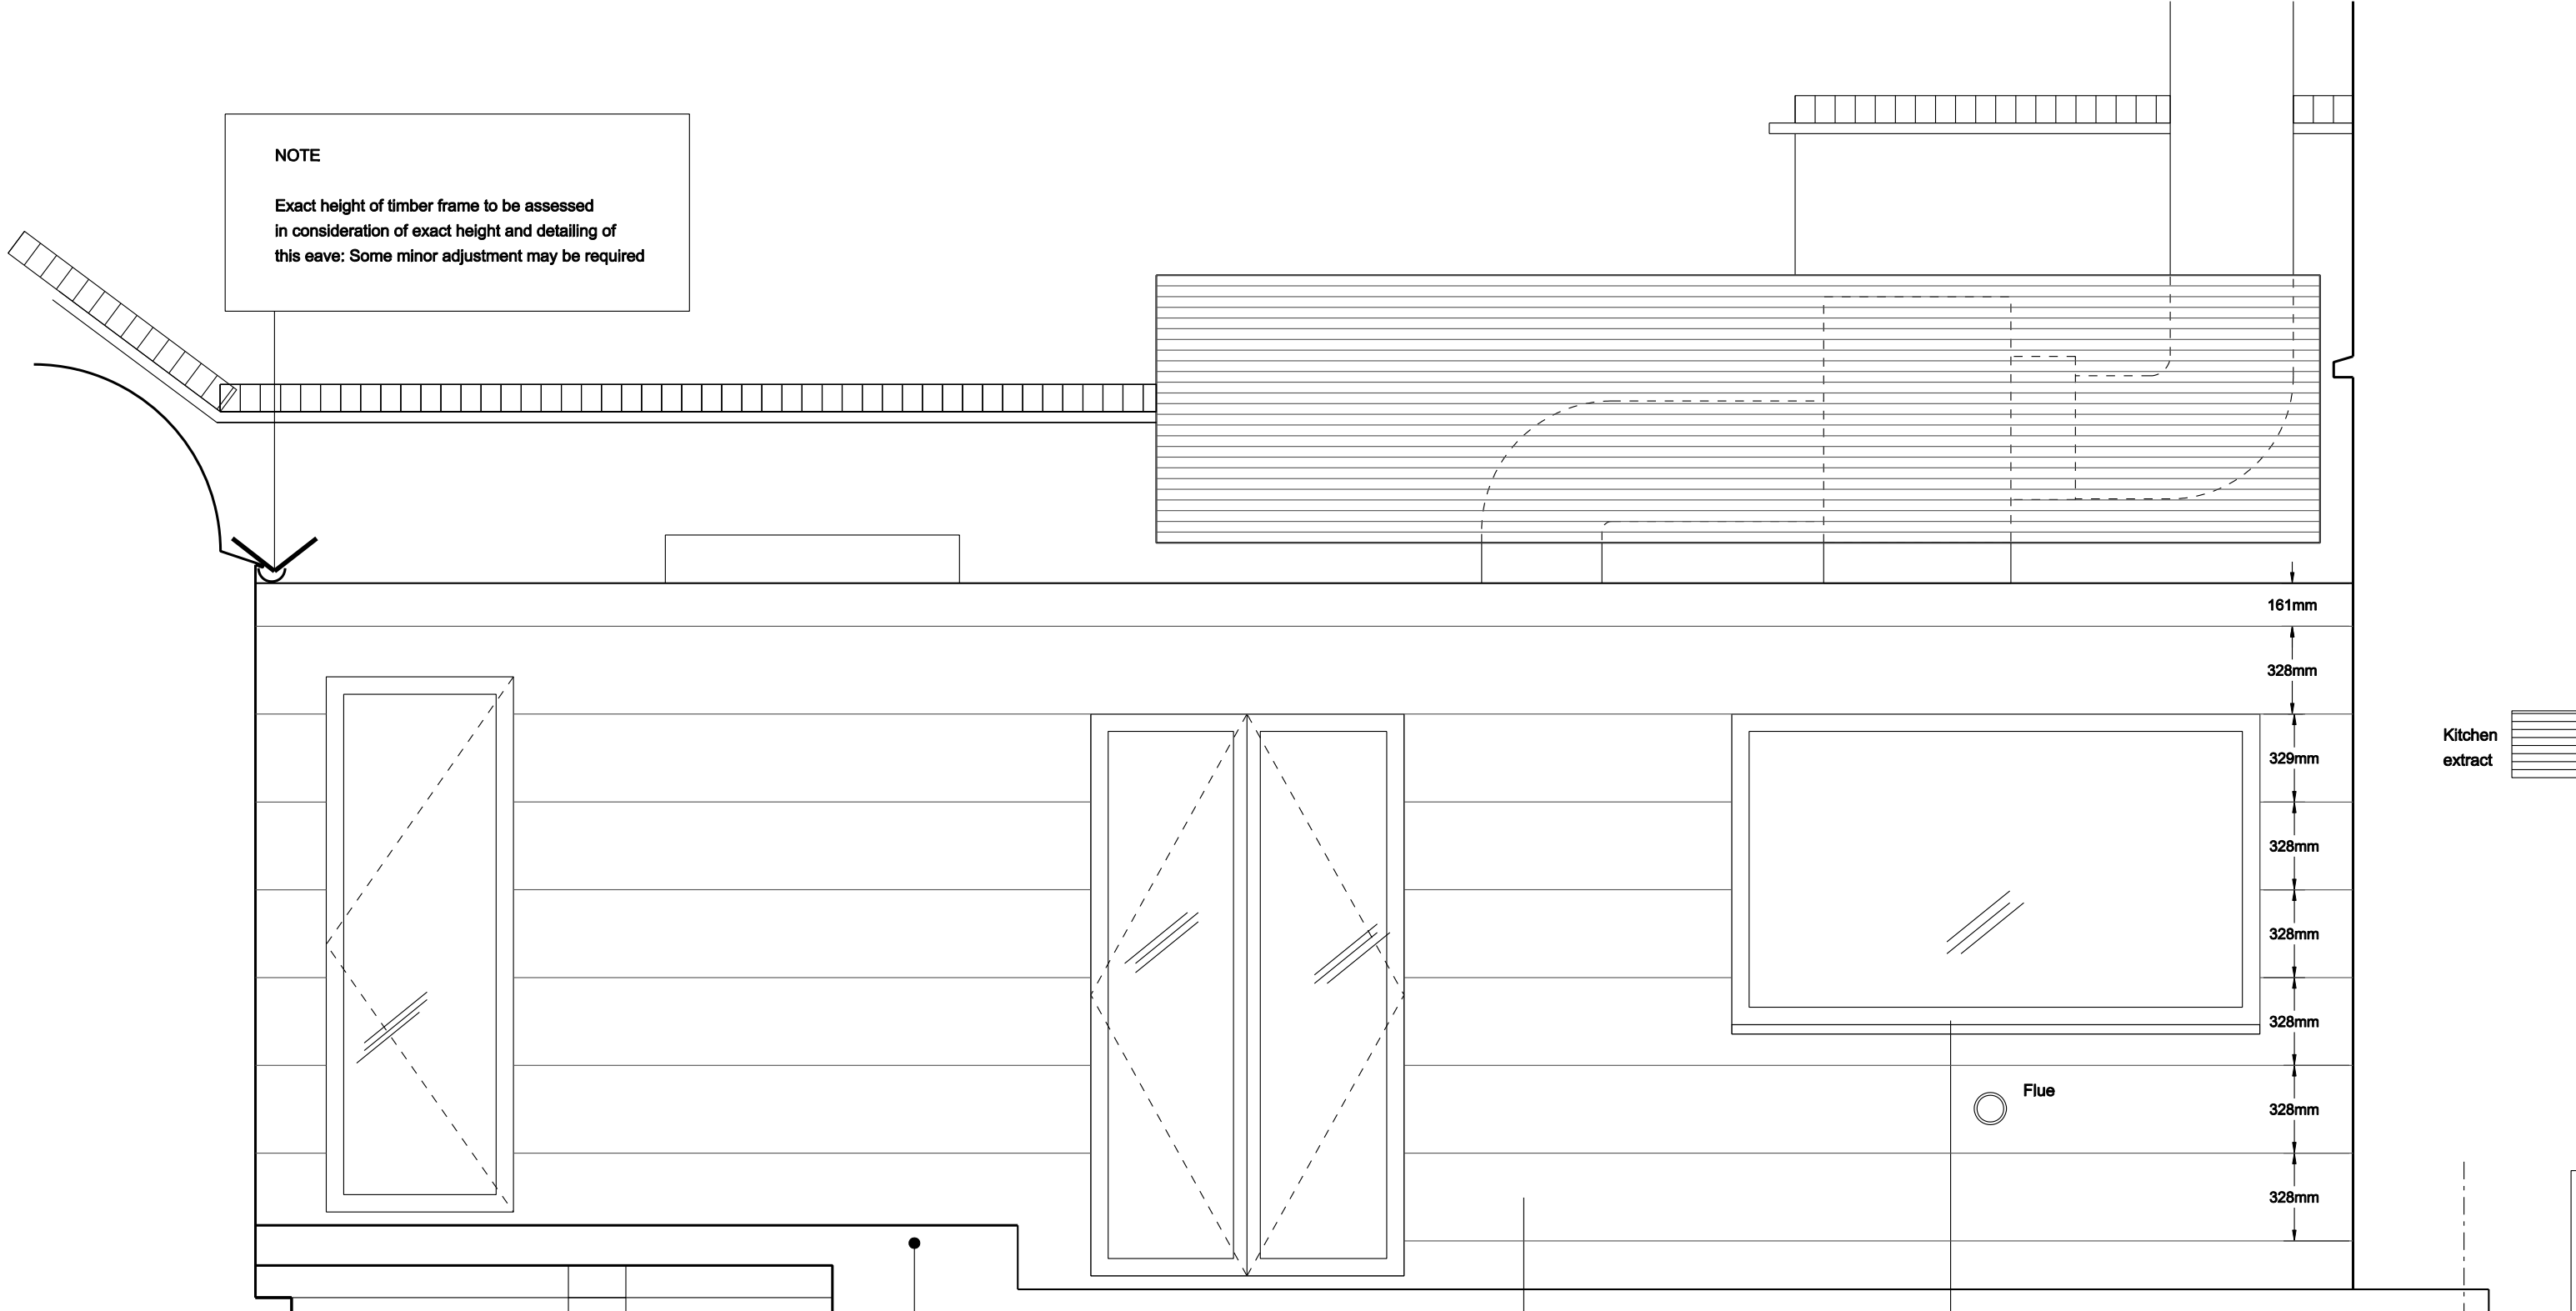 NOTE
Exact height of timber frame to be assessed
in consideration of exact height and detailing of
this eave: Some minor adjustment may be required
161mm
328mm
329mm
328mm
328mm
328mm
328mm
328mm
Kitchen
extract
Flue